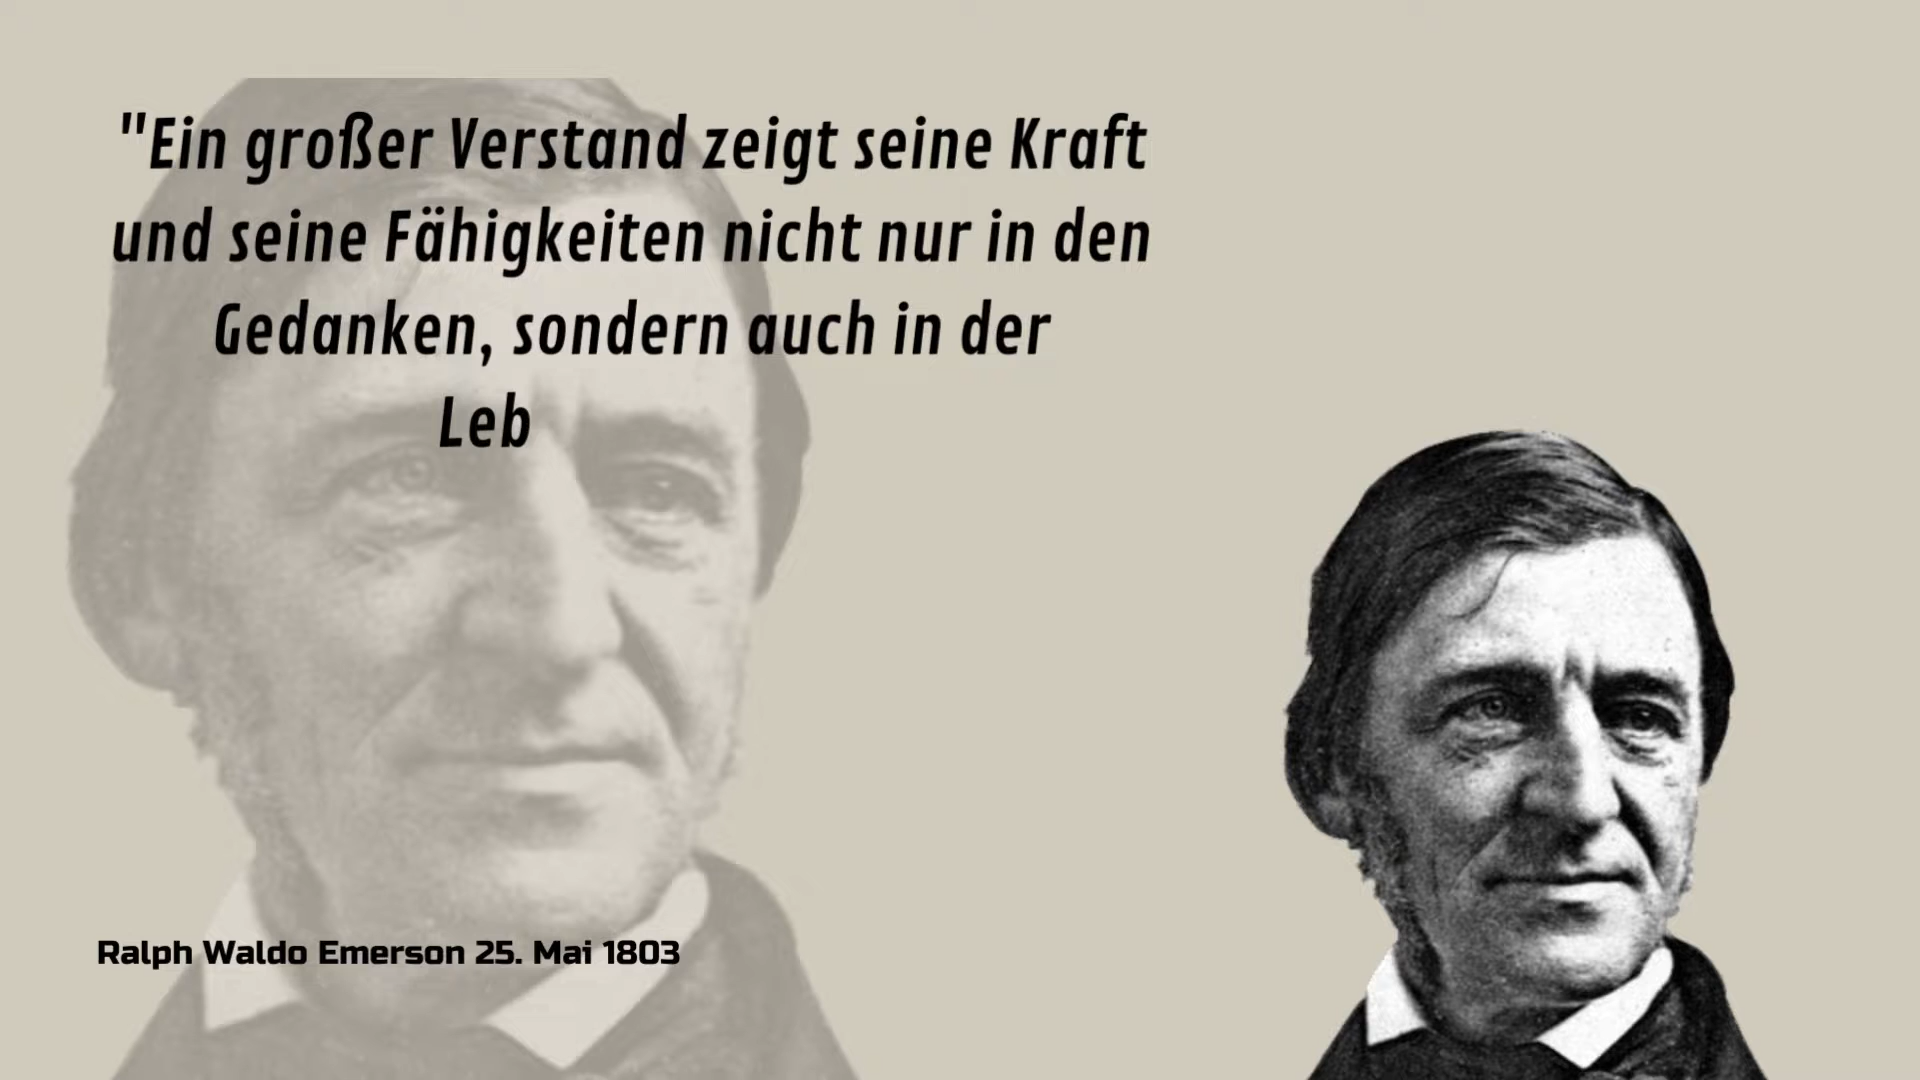 "Ein großer Verstand zeigt seine Kraft
und seine Fähigkeiten nicht nur in den
Gedanken, sondern auch in der
Leb
Ralph Waldo Emerson 25. Mai 1803